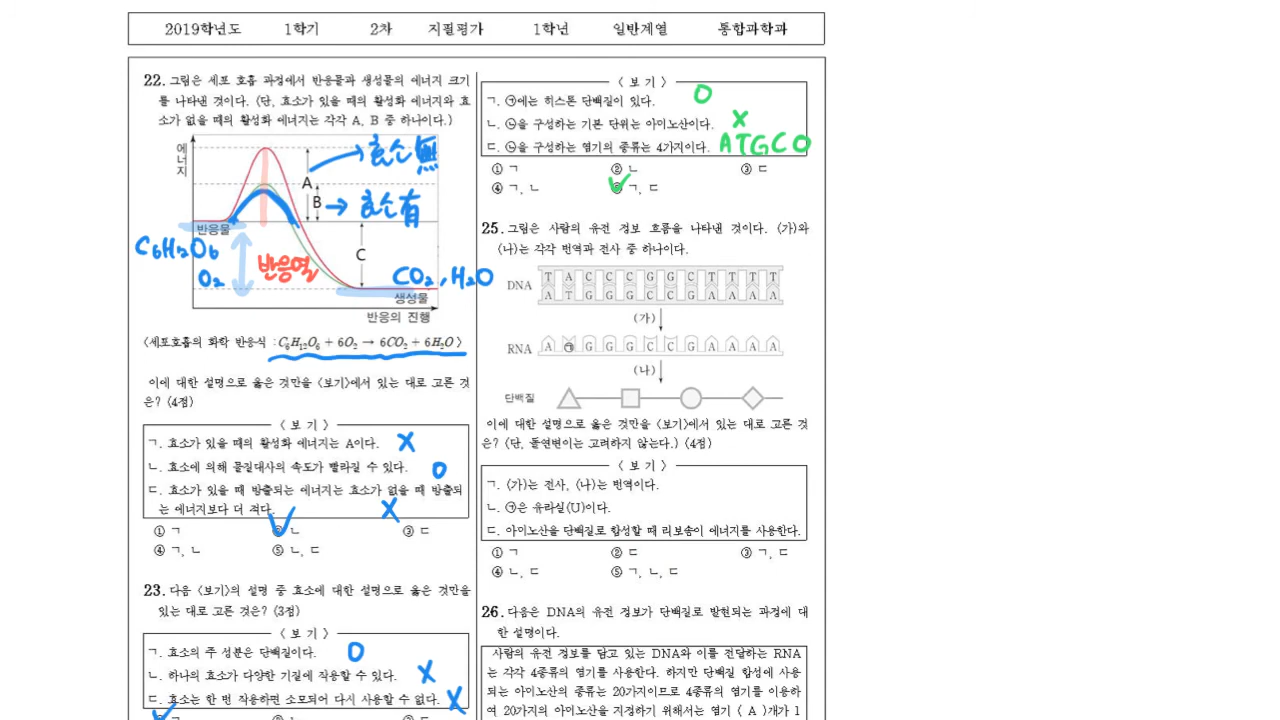 2019학년도 1학기 2차 지필평가 1학년 일반계열 통합과학과
22. 그림은 세포 호흡 과정에서 반응물과 생성물의 에너지 크기
를 나타낸 것이다. (단, 효소가 있을 때의 활성화 에너지와 효
소가 없을 때의 활성화 에너지는 각각 A, B 중 하나이다.)
에너지
A
B
C
→ 효소無
→ 효소有
반응물
C6H2O6
O2
반응열
CO2, H2O
생성물
반응의 진행
<세포호흡의 화학 반응식 : C6H12O6 + 6O2 → 6CO2 + 6H2O >
이에 대한 설명으로 옳은 것만을 <보기>에서 있는 대로 고른 것
은? (4점)
< 보 기 >
ㄱ. 효소가 있을 때의 활성화 에너지는 A이다. X
ㄴ. 효소에 의해 물질대사의 속도가 빨라질 수 있다. O
ㄷ. 효소가 있을 때 방출되는 에너지는 효소가 없을 때 방출되
는 에너지보다 더 적다. X
① ㄱ ② ㄴ ③ ㄷ
④ ㄱ, ㄴ ⑤ ㄴ, ㄷ
23. 다음 <보기>의 설명 중 효소에 대한 설명으로 옳은 것만을
있는 대로 고른 것은? (3점)
< 보 기 >
ㄱ. 효소의 주 성분은 단백질이다. O
ㄴ. 하나의 효소가 다양한 기질에 작용할 수 있다. X
ㄷ. 효소는 한 번 작용하면 소모되어 다시 사용할 수 없다. X
< 보 기 >
ㄱ. ㉠에는 히스톤 단백질이 있다. O
ㄴ. ㉡을 구성하는 기본 단위는 아미노산이다. X
ㄷ. ㉡을 구성하는 염기의 종류는 4가지이다. ATGC O
① ㄱ ② ㄴ ③ ㄷ
④ ㄱ, ㄴ ⑤ ㄱ, ㄷ
25. 그림은 사람의 유전 정보 흐름을 나타낸 것이다. (가)와
(나)는 각각 번역과 전사 중 하나이다.
DNA
T A C C C G G C T T T T
A T G G G C C G A A A A
(가)
RNA A ㉠ G G G C C G A A A A
(나)
단백질
이에 대한 설명으로 옳은 것만을 <보기>에서 있는 대로 고른 것
은? (단, 돌연변이는 고려하지 않는다.) (4점)
< 보 기 >
ㄱ. (가)는 전사, (나)는 번역이다.
ㄴ. ㉠은 유라실(U)이다.
ㄷ. 아미노산을 단백질로 합성할 때 리보솜이 에너지를 사용한다.
① ㄱ ② ㄷ ③ ㄱ, ㄷ
④ ㄴ, ㄷ ⑤ ㄱ, ㄴ, ㄷ
26. 다음은 DNA의 유전 정보가 단백질로 발현되는 과정에 대
한 설명이다.
사람의 유전 정보를 담고 있는 DNA와 이를 전달하는 RNA
는 각각 4종류의 염기를 사용한다. 하지만 단백질 합성에 사용
되는 아미노산의 종류는 20가지이므로 4종류의 염기를 이용하
여 20가지의 아미노산을 지정하기 위해서는 염기 ( A )개가 1